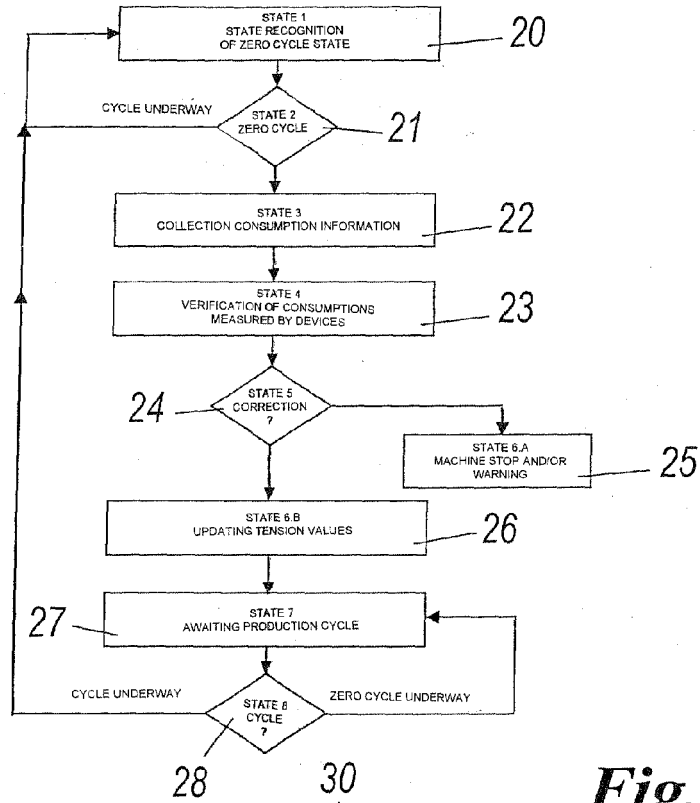 STATE 1
STATE RECOGNITION
OF ZERO CYCLE STATE
20
CYCLE UNDERWAY
STATE 2
ZERO CYCLE
21
STATE 3
COLLECTION CONSUMPTION INFORMATION
22
STATE 4
VERIFICATION OF CONSUMPTIONS
MEASURED BY DEVICES
23
STATE 5
CORRECTION
?
24
STATE 6.A
MACHINE STOP AND/OR
WARNING
25
STATE 6.B
UPDATING TENSION VALUES
26
STATE 7
AWAITING PRODUCTION CYCLE
27
CYCLE UNDERWAY
STATE 8
CYCLE
?
ZERO CYCLE UNDERWAY
28
30
Fig